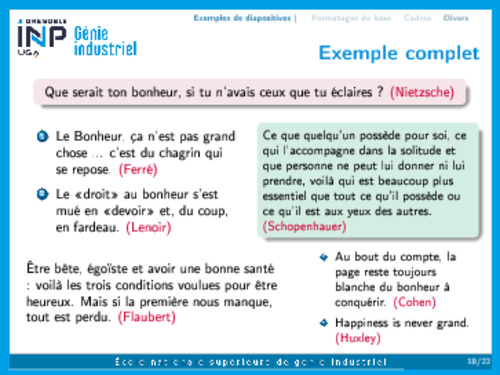 GRENOBLE
INP
UGA
Génie
industriel
Exemples de diapositives | Formatages de base Cadres Divers
Exemple complet
Que serait ton bonheur, si tu n'avais ceux que tu éclaires ? (Nietzsche)
1 Le Bonheur, ça n'est pas grand
chose ... c'est du chagrin qui
se repose. (Ferré)
2 Le «droit» au bonheur s'est
mué en «devoir» et, du coup,
en fardeau. (Lenoir)
Ce que quelqu'un possède pour soi, ce
qui l'accompagne dans la solitude et
que personne ne peut lui donner ni lui
prendre, voilà qui est beaucoup plus
essentiel que tout ce qu'il possède ou
ce qu'il est aux yeux des autres.
(Schopenhauer)
Être bête, égoïste et avoir une bonne santé
: voilà les trois conditions voulues pour être
heureux. Mais si la première nous manque,
tout est perdu. (Flaubert)
Au bout du compte, la
page reste toujours
blanche du bonheur à
conquérir. (Cohen)
Happiness is never grand.
(Huxley)
École nationale supérieure de génie industriel
18/22